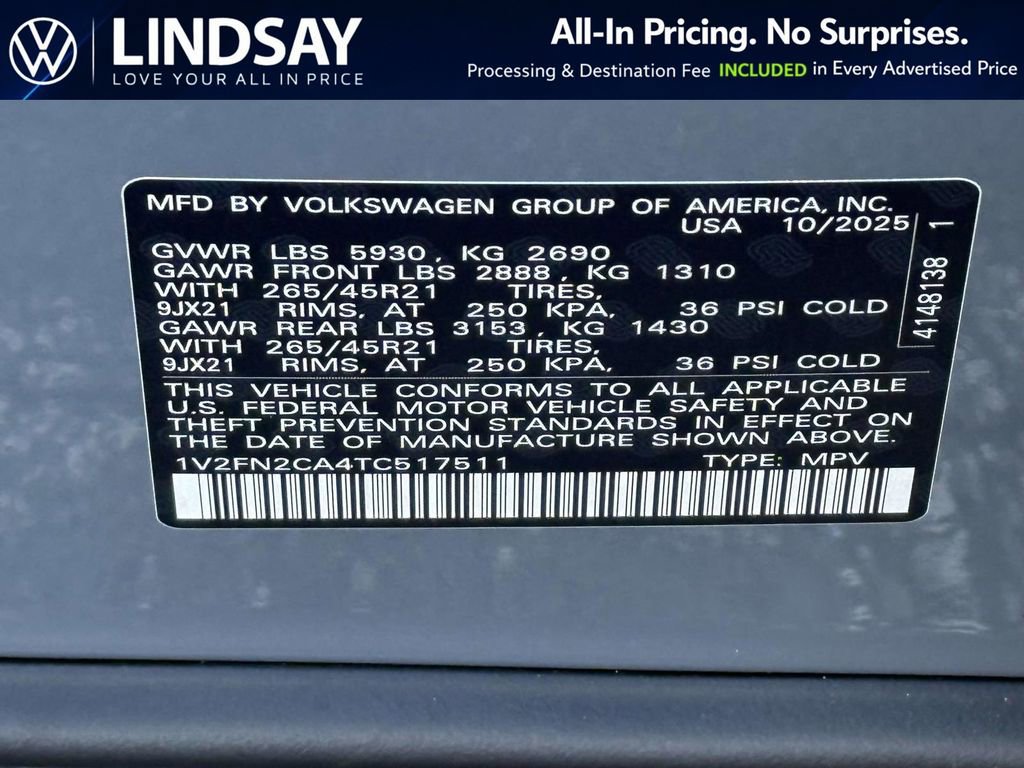 LINDSAY
LOVE YOUR ALL IN PRICE
All-In Pricing. No Surprises.
Processing & Destination Fee INCLUDED in Every Advertised Price
MFD BY VOLKSWAGEN GROUP OF AMERICA, INC.
USA 10/2025
GVWR LBS 5930, KG 2690
GAWR FRONT LBS 2888, KG 1310
WITH 265/45R21 TIRES,
9JX21 RIMS, AT 250 KPA, 36 PSI COLD
GAWR REAR LBS 3153, KG 1430
WITH 265/45R21 TIRES,
9JX21 RIMS, AT 250 KPA, 36 PSI COLD
THIS VEHICLE CONFORMS TO ALL APPLICABLE
U.S. FEDERAL MOTOR VEHICLE SAFETY AND
THEFT PREVENTION STANDARDS IN EFFECT ON
THE DATE OF MANUFACTURE SHOWN ABOVE.
1V2FN2CA4TC517511 TYPE: MPV
4148138 1